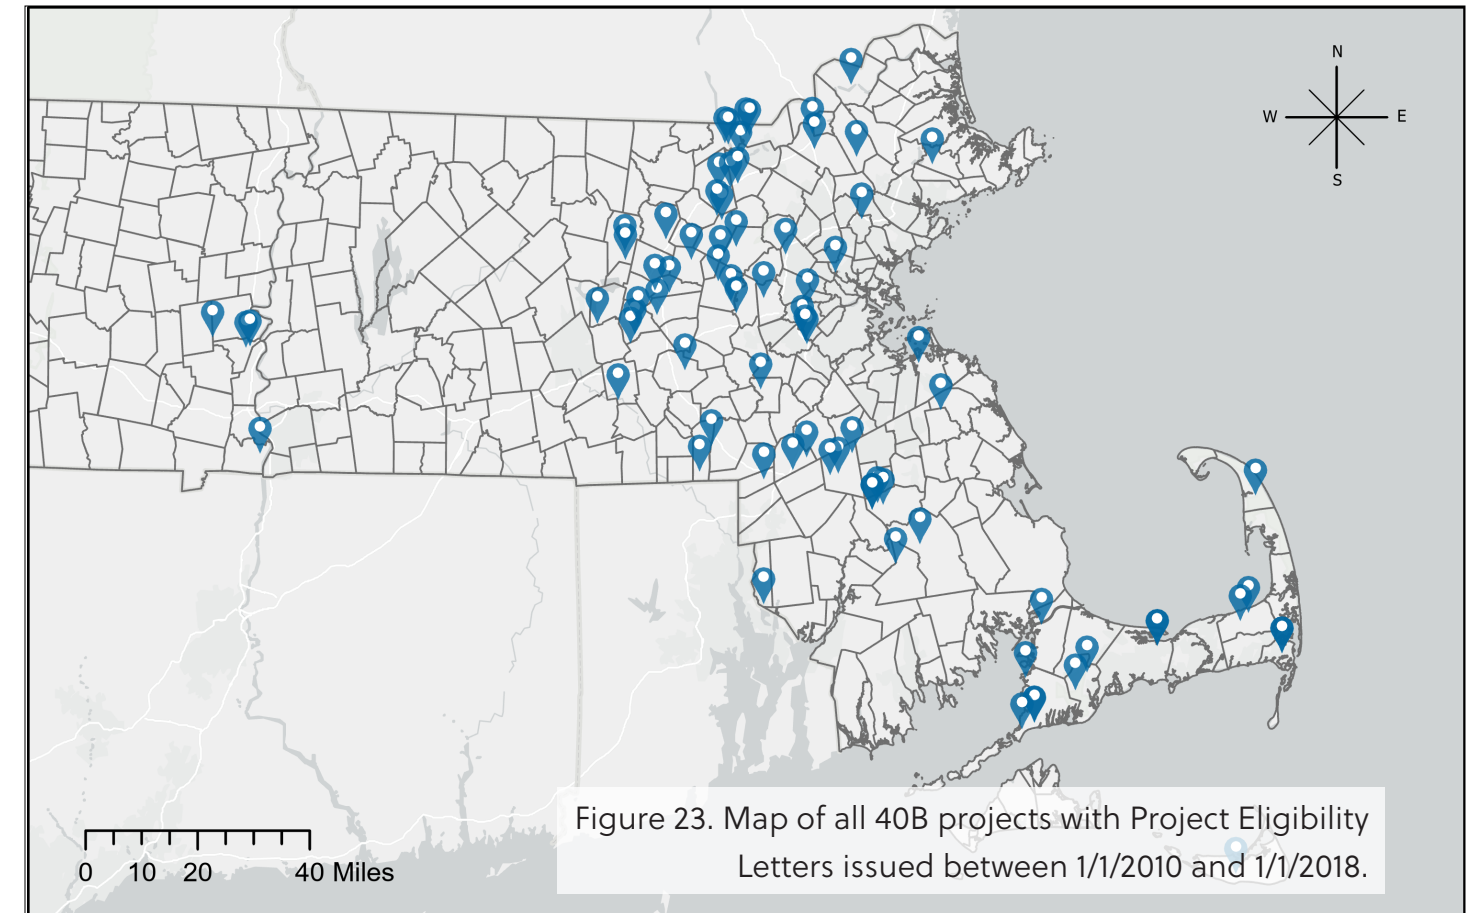 N
W E
S
Figure 23. Map of all 40B projects with Project Eligibility
Letters issued between 1/1/2010 and 1/1/2018.
0 10 20 40 Miles